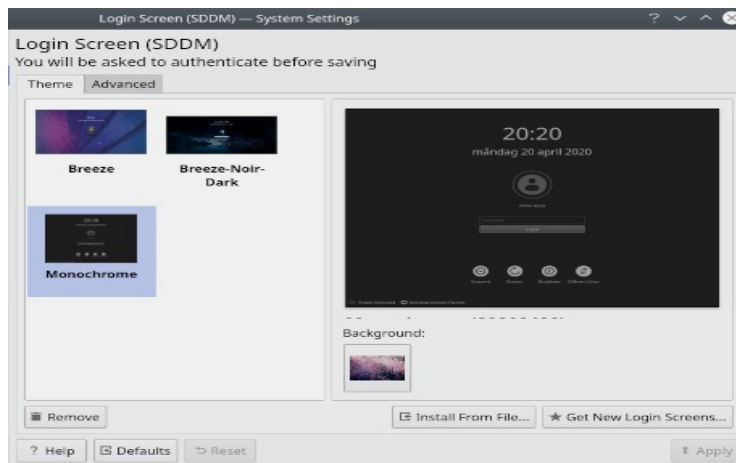 Login Screen (SDDM) — System Settings
Login Screen (SDDM)
You will be asked to authenticate before saving
Theme Advanced
Breeze
Breeze-Noir-Dark
Monochrome
20:20
måndag 20 april 2020
Background:
Remove
Install From File...
Get New Login Screens...
? Help
Defaults
Reset
Apply